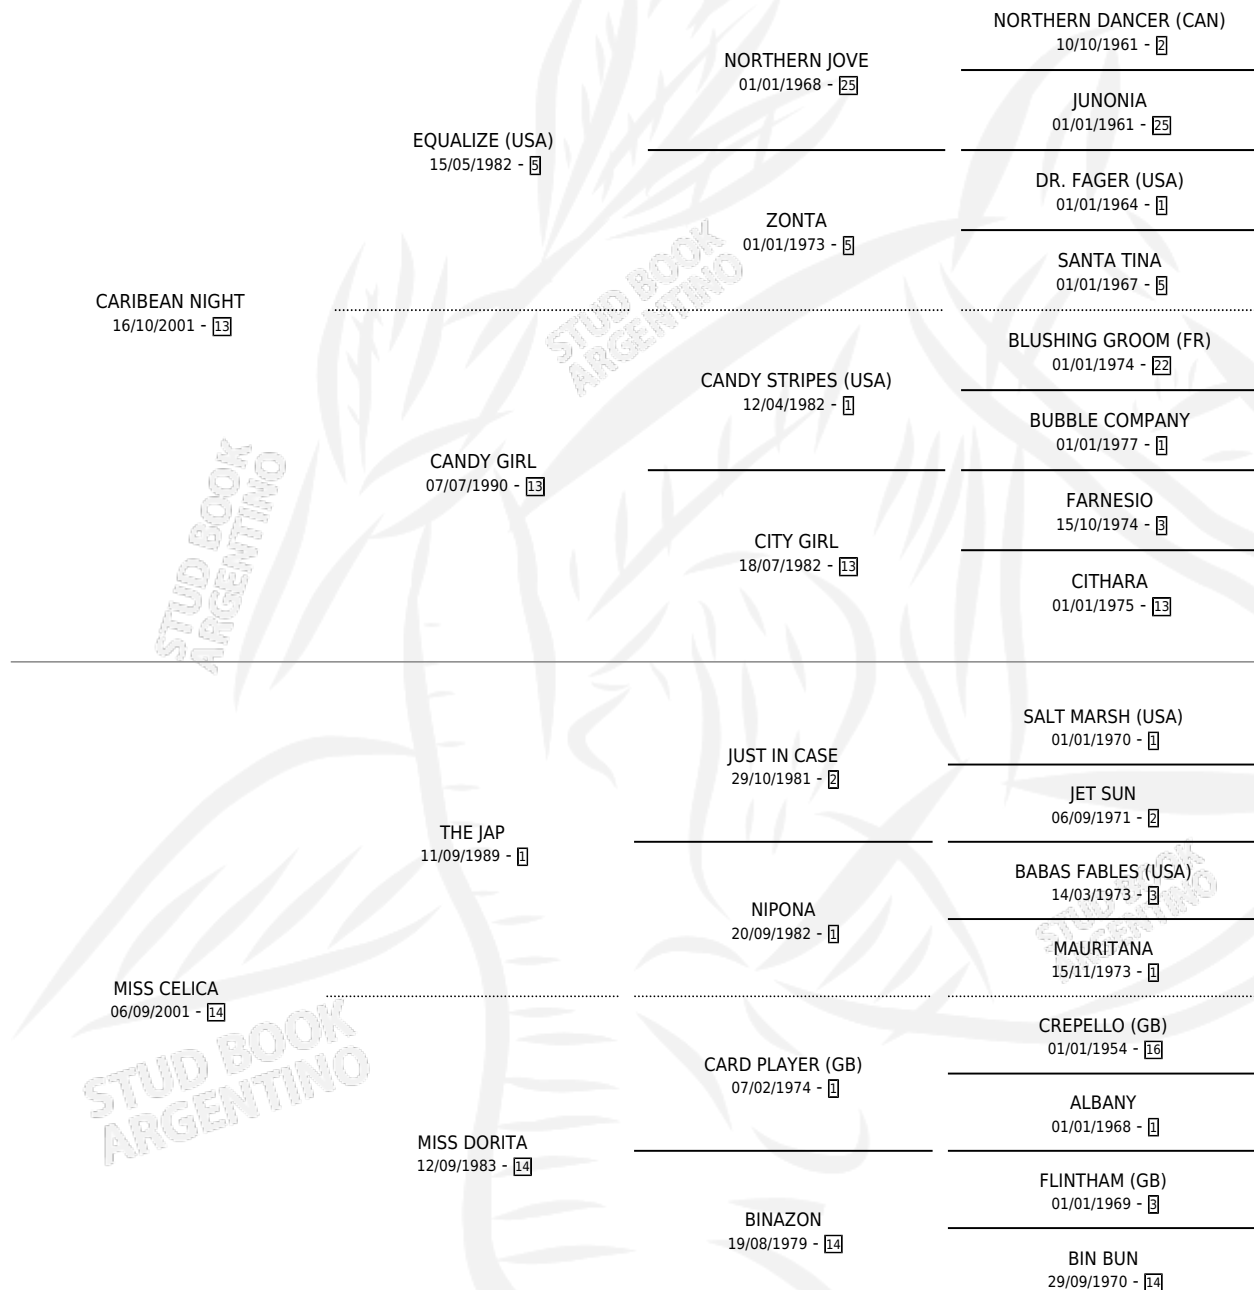 NORTHERN DANCER (CAN)
10/10/1961 - 2
NORTHERN JOVE
01/01/1968 - 25
JUNONIA
01/01/1961 - 25
EQUALIZE (USA)
15/05/1982 - 5
DR. FAGER (USA)
01/01/1964 - 1
ZONTA
01/01/1973 - 5
SANTA TINA
01/01/1967 - 5
CARIBEAN NIGHT
16/10/2001 - 13
STUD BOOK
ARGENTINO
BLUSHING GROOM (FR)
01/01/1974 - 22
CANDY STRIPES (USA)
12/04/1982 - 1
BUBBLE COMPANY
01/01/1977 - 1
CANDY GIRL
07/07/1990 - 13
FARNESIO
15/10/1974 - 3
CITY GIRL
18/07/1982 - 13
CITHARA
01/01/1975 - 13
STUD BOOK
ARGENTINO
SALT MARSH (USA)
01/01/1970 - 1
JUST IN CASE
29/10/1981 - 2
JET SUN
06/09/1971 - 2
THE JAP
11/09/1989 - 1
BABAS FABLES (USA)
14/03/1973 - 3
NIPONA
20/09/1982 - 1
MAURITANA
15/11/1973 - 1
STUD BOOK
ARGENTINO
MISS CELICA
06/09/2001 - 14
STUD BOOK
ARGENTINO
CREPELLO (GB)
01/01/1954 - 16
CARD PLAYER (GB)
07/02/1974 - 1
ALBANY
01/01/1968 - 1
MISS DORITA
12/09/1983 - 14
FLINTHAM (GB)
01/01/1969 - 3
BINAZON
19/08/1979 - 14
BIN BUN
29/09/1970 - 14